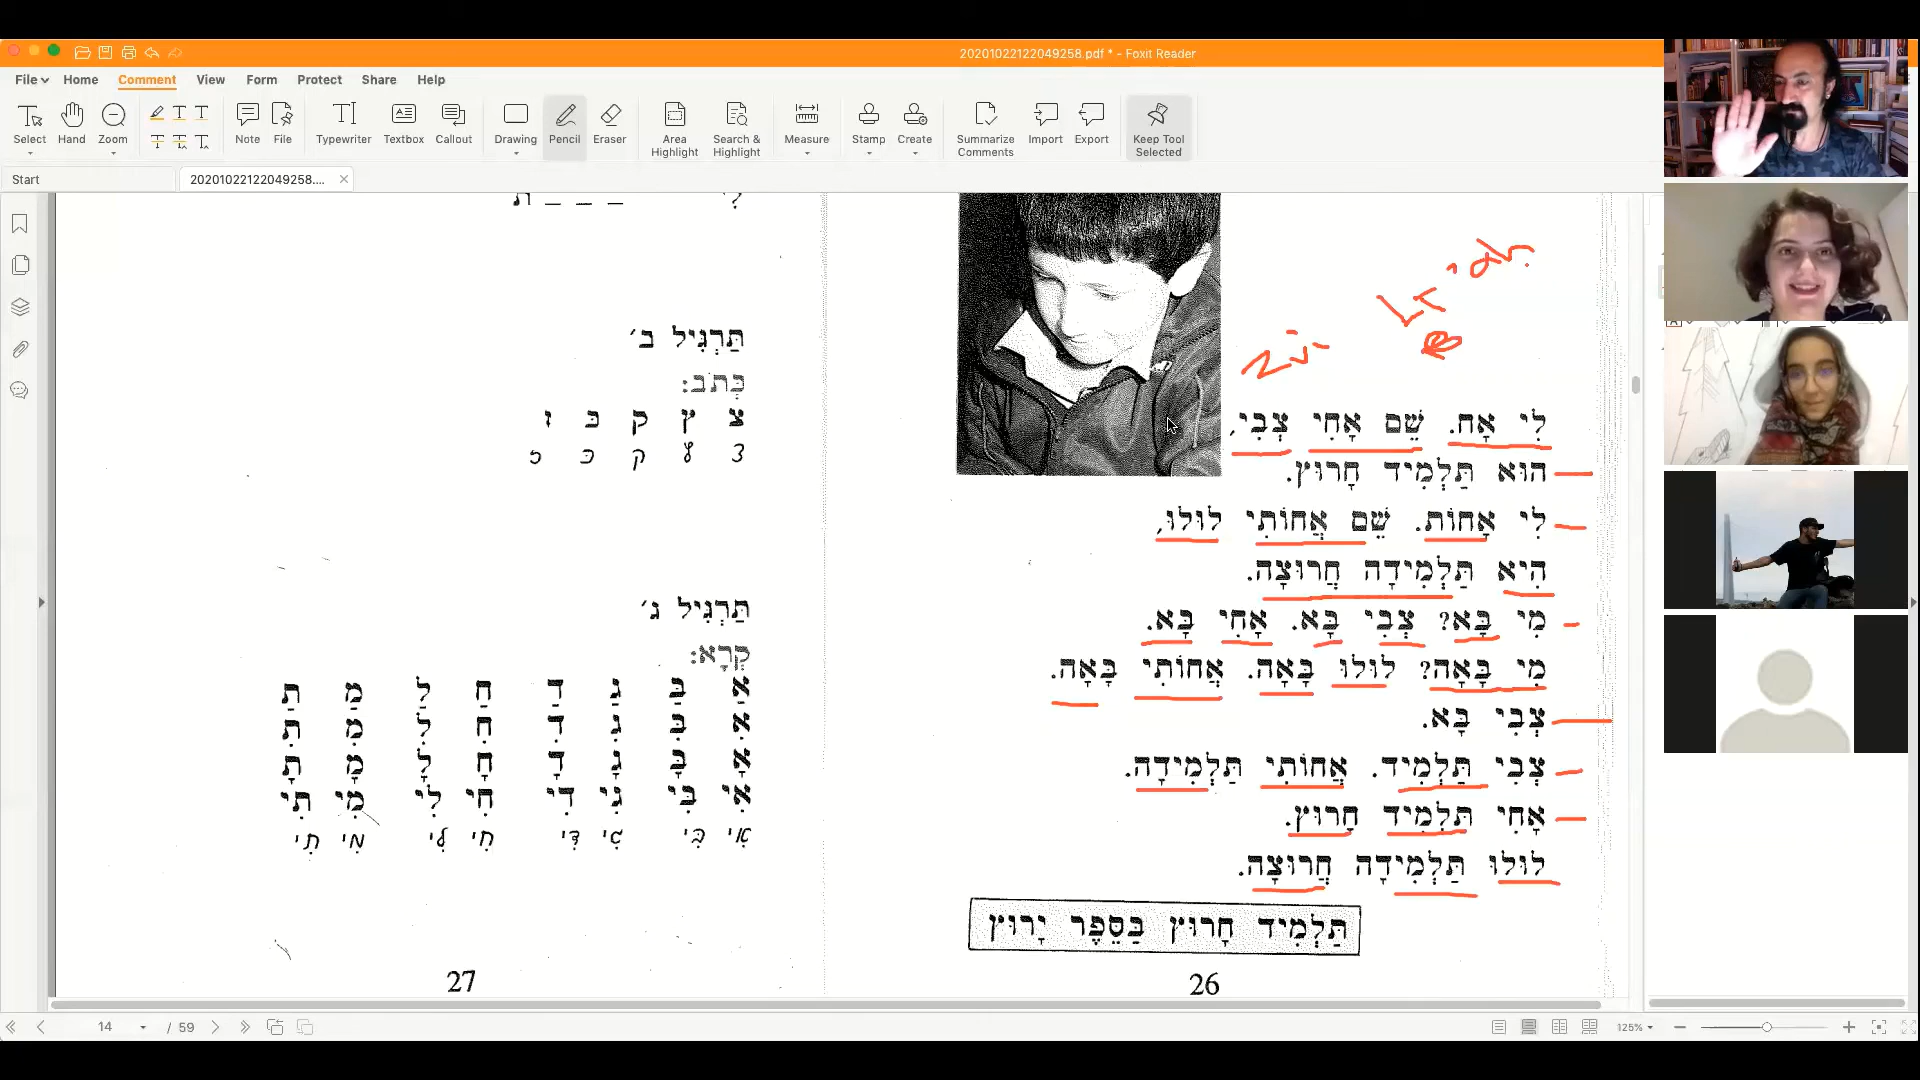 20201022122049258.pdf * - Foxit Reader
File Home Comment View Form Protect Share Help
Select Hand Zoom Note File Typewriter Textbox Callout Drawing Pencil Eraser Area Highlight Search & Highlight Measure Stamp Create Summarize Comments Import Export Keep Tool Selected
Start 20201022122049258....
לִי אָח. שֵׁם אָחִי צְבִי,
הוּא תַּלְמִיד חָרוּץ.
לִי אָחוֹת. שֵׁם אֲחוֹתִי לוּלוּ,
הִיא תַּלְמִידָה חֲרוּצָה.
מִי בָּא? צְבִי בָּא. אָחִי בָּא.
מִי בָּאָה? לוּלוּ בָּאָה. אֲחוֹתִי בָּאָה.
צְבִי בָּא.
צְבִי תַּלְמִיד. אֲחוֹתִי תַּלְמִידָה.
אָחִי תַּלְמִיד חָרוּץ.
לוּלוּ תַּלְמִידָה חֲרוּצָה.
תַּלְמִיד חָרוּץ בַּסֵּפֶר יָרוּץ
26
תַּרְגִּיל ב׳
כְּתֹב:
צ ץ ק ב ז
צ ץ ק כ ז
תַּרְגִּיל ג׳
קְרָא:
אַ בַּ גַ דַ חַ לַ מַ תַ
אִ בִּ גִ דִ חִ לִ מִ תִ
אָ בָּ גָ דָ חָ לָ מָ תָ
אִי בִּי גִי דִי חִי לִי מִי תִי
אִי בִּי גִי דִי חִי לִי מִי תִי
27
14 / 59
125%